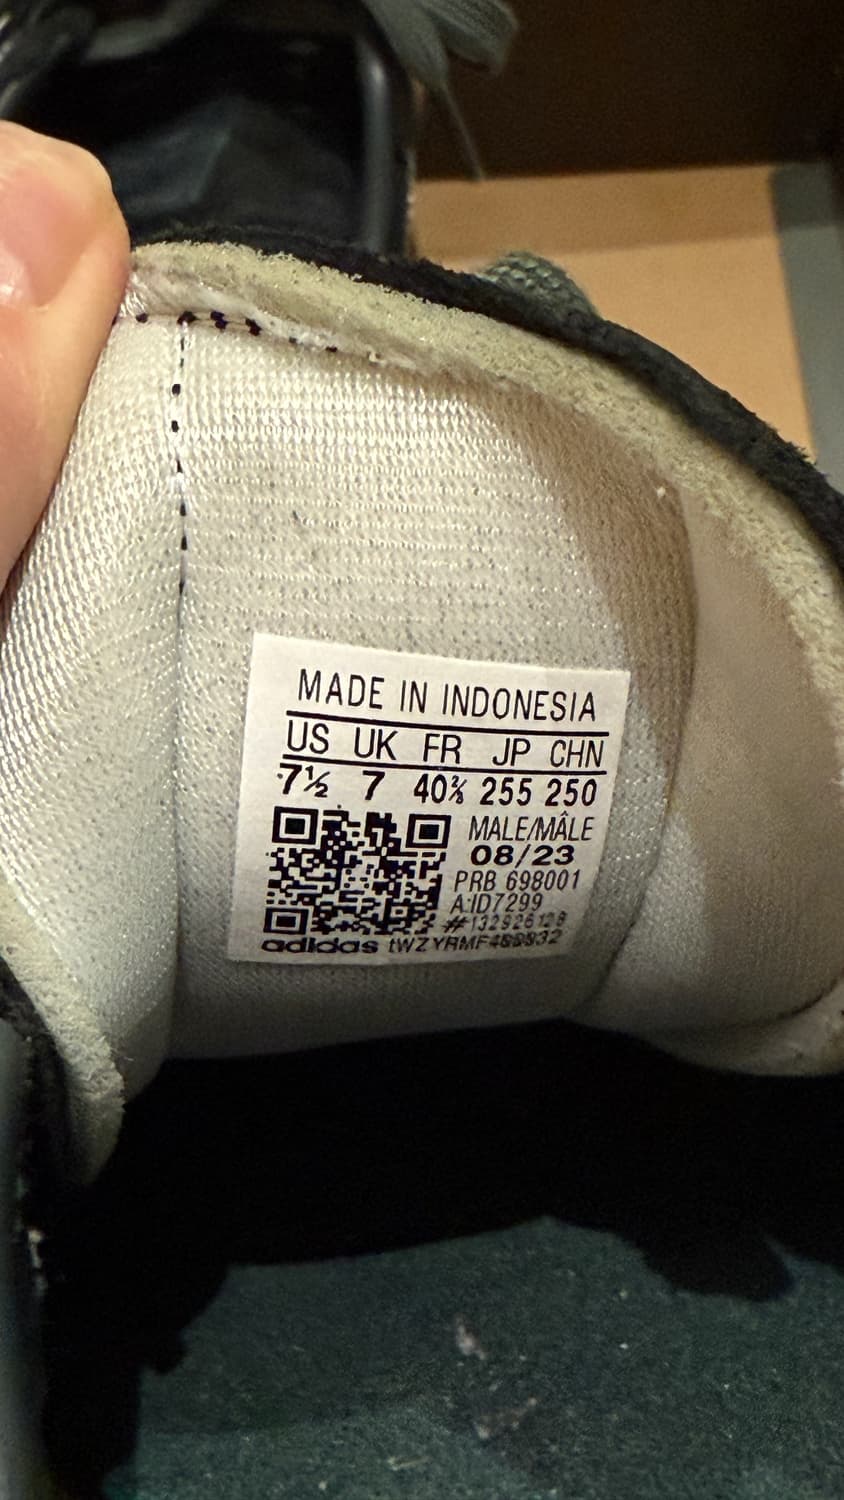 MADE IN INDONESIA
US UK FR JP CHN
7½ 7 40⅔ 255 250
MALE/MÂLE
08/23
PRB 698001
A:ID7299
#132926128
adidas